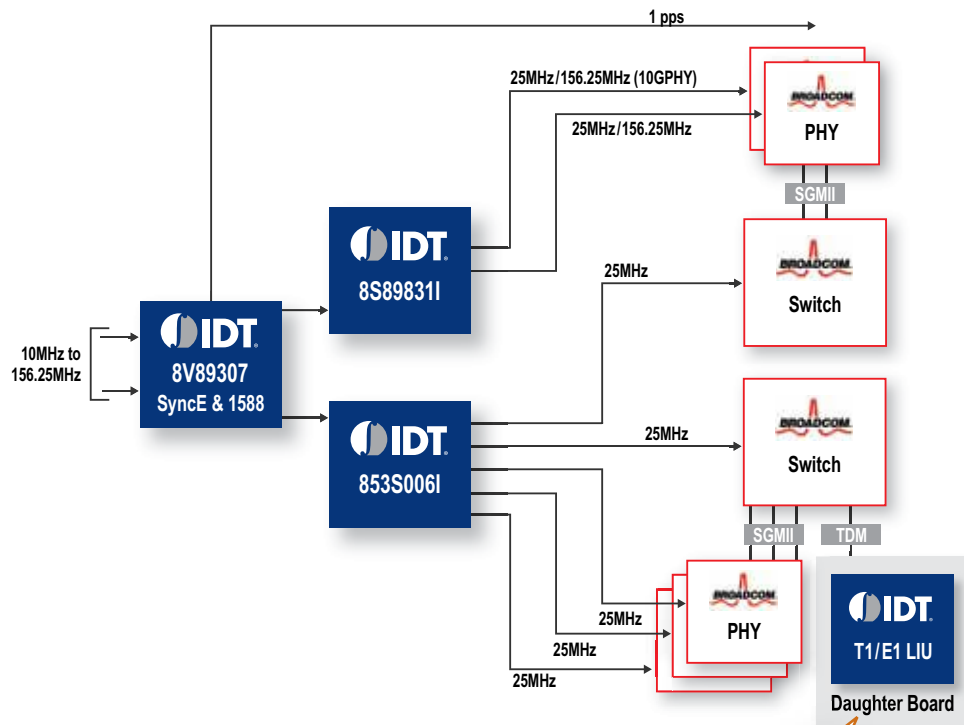 1 pps
25MHz/156.25MHz (10GPHY)
BROADCOM
PHY
25MHz/156.25MHz
SGMII
IDT
8S89831I
25MHz
BROADCOM
Switch
10MHz to
156.25MHz
IDT
8V89307
SyncE & 1588
IDT
853S006I
25MHz
BROADCOM
Switch
SGMII
TDM
BROADCOM
PHY
25MHz
25MHz
25MHz
IDT
T1/E1 LIU
Daughter Board